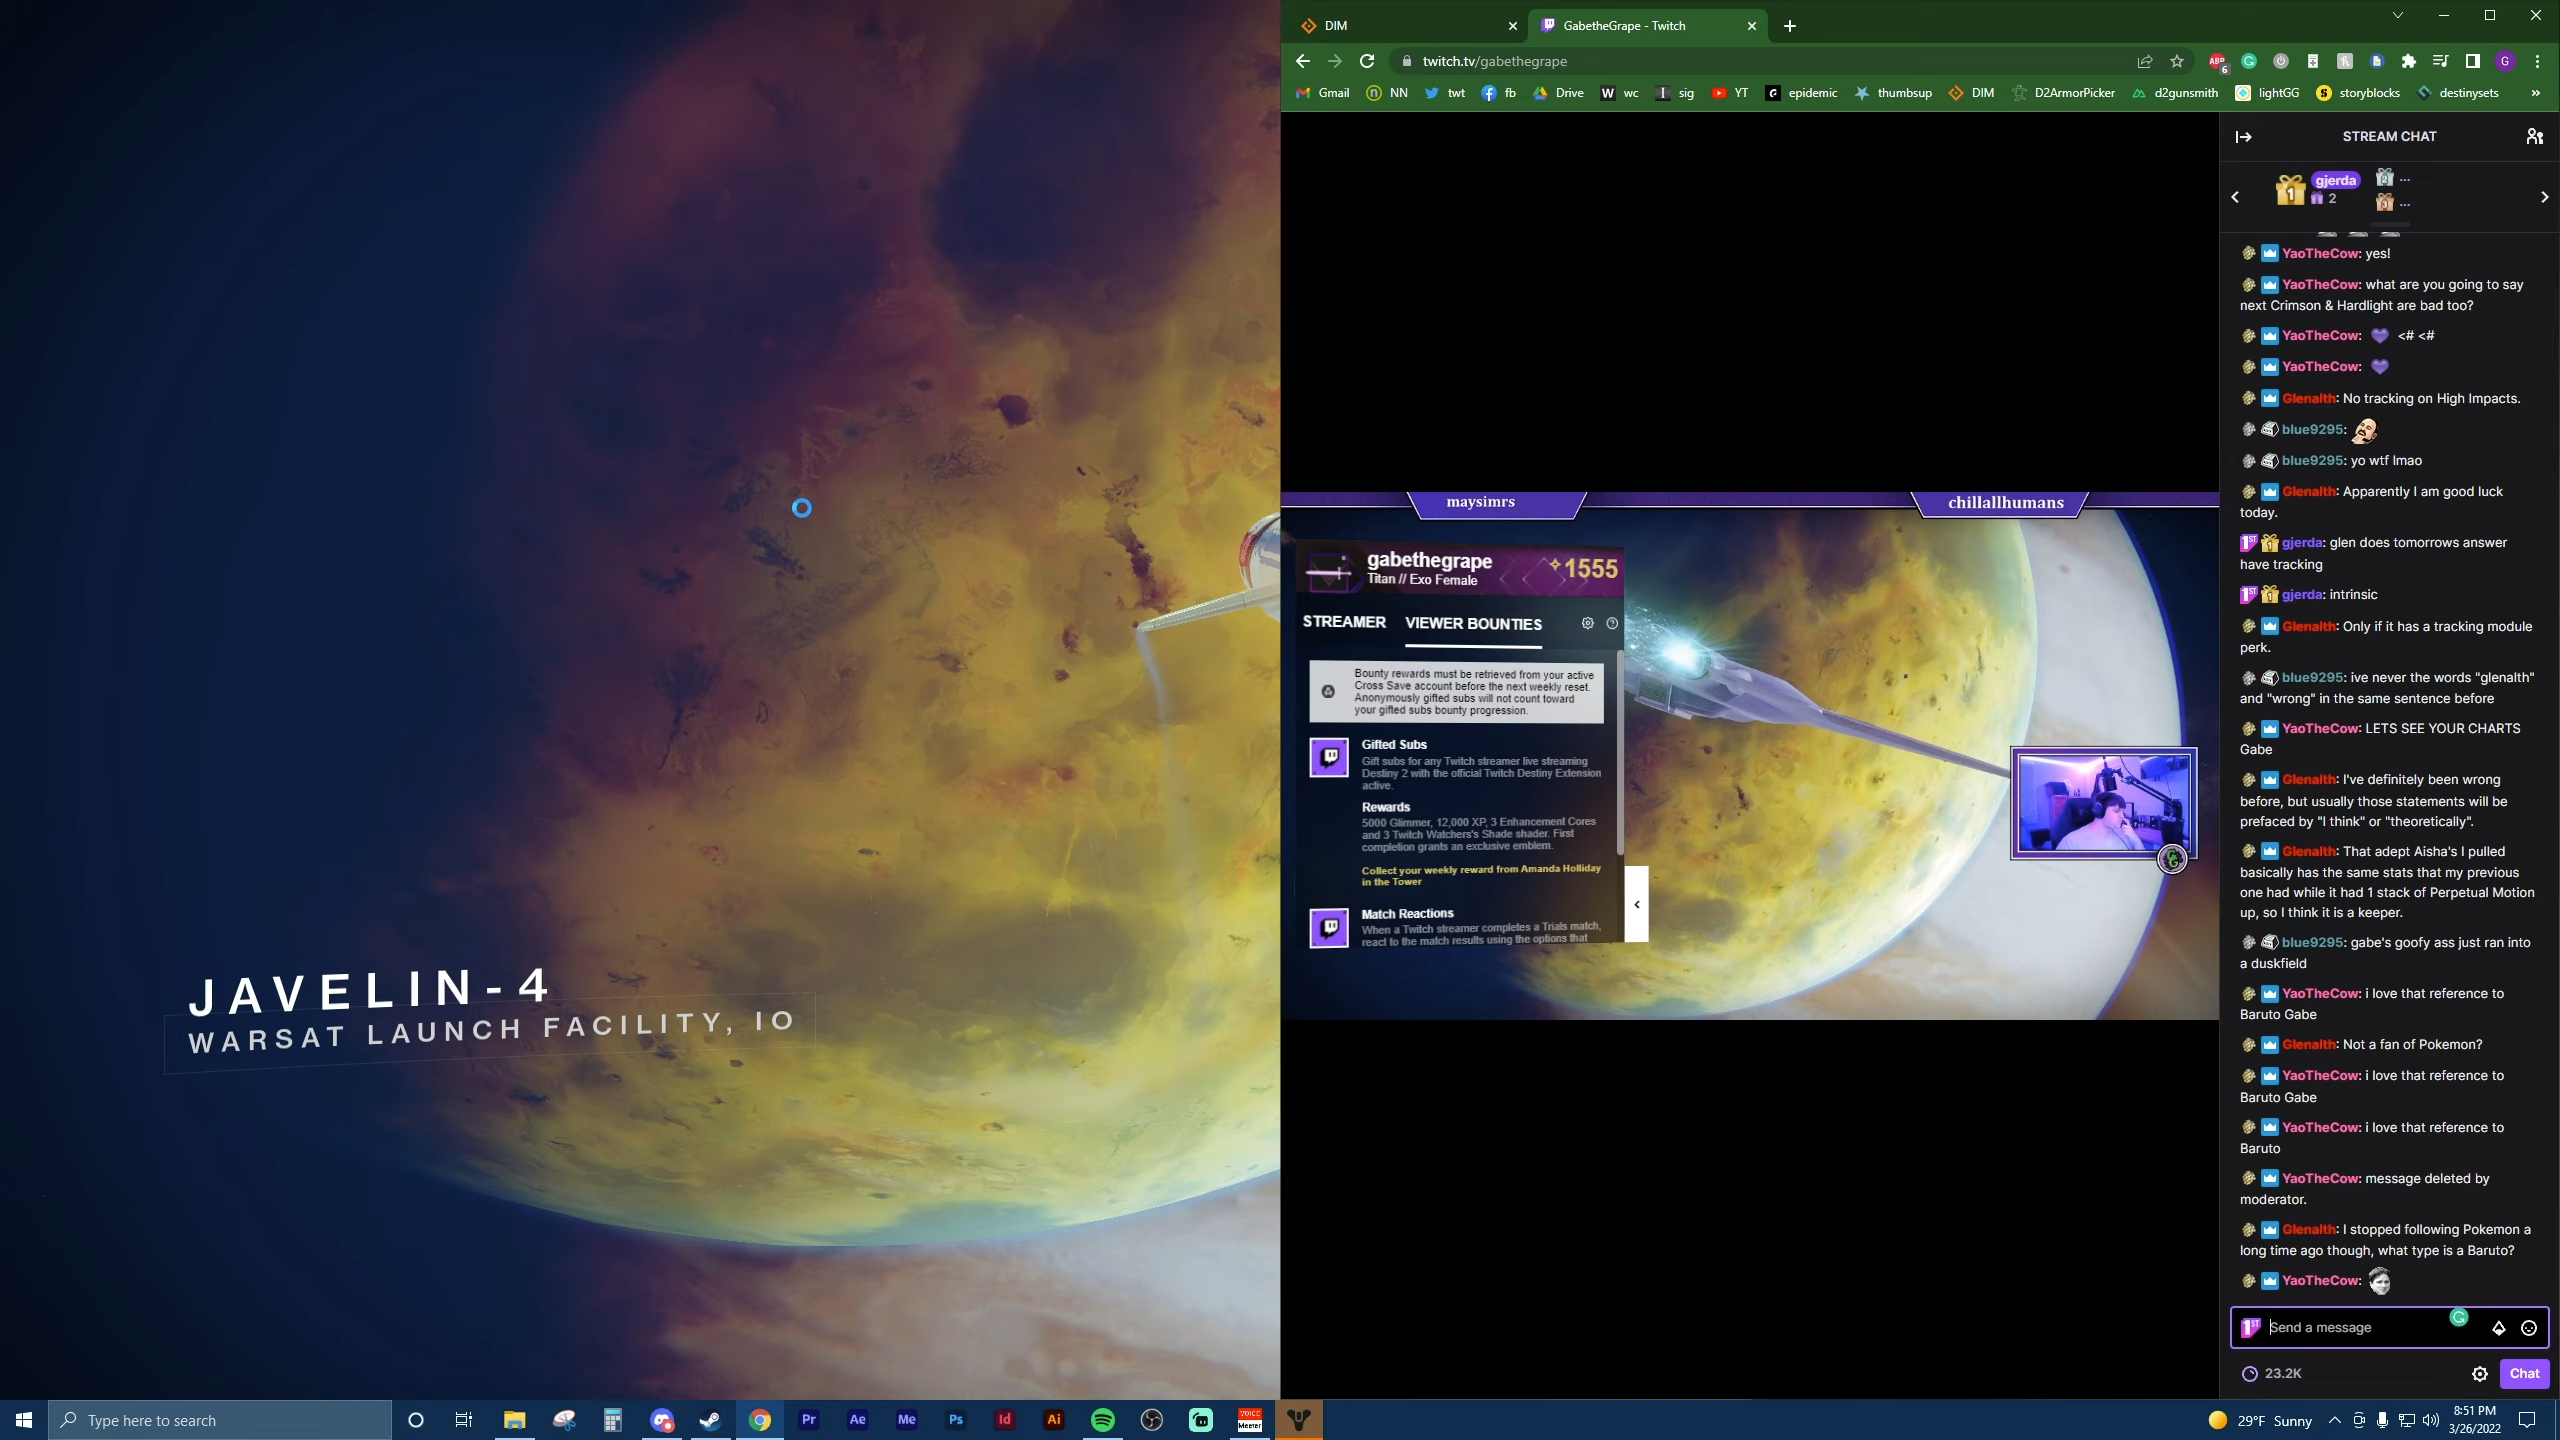 DIM
GabetheGrape - Twitch
twitch.tv/gabethegrape
Gmail
NN
twt
fb
Drive
wc
sig
YT
epidemic
thumbsup
DIM
D2ArmorPicker
d2gunsmith
lightGG
storyblocks
destinysets
STREAM CHAT
gjerda
2
YaoTheCow: yes!
YaoTheCow: what are you going to say
next Crimson & Hardlight are bad too?
YaoTheCow: <# <#
YaoTheCow:
Glenalth: No tracking on High Impacts.
blue9295:
blue9295: yo wtf lmao
Glenalth: Apparently I am good luck
today.
gjerda: glen does tomorrows answer
have tracking
gjerda: intrinsic
Glenalth: Only if it has a tracking module
perk.
blue9295: ive never the words "glenalth"
and "wrong" in the same sentence before
YaoTheCow: LETS SEE YOUR CHARTS
Gabe
Glenalth: I've definitely been wrong
before, but usually those statements will be
prefaced by "I think" or "theoretically".
Glenalth: That adept Aisha's I pulled
basically has the same stats that my previous
one had while it had 1 stack of Perpetual Motion
up, so I think it is a keeper.
blue9295: gabe's goofy ass just ran into
a duskfield
YaoTheCow: i love that reference to
Baruto Gabe
Glenalth: Not a fan of Pokemon?
YaoTheCow: i love that reference to
Baruto Gabe
YaoTheCow: i love that reference to
Baruto
YaoTheCow: message deleted by
moderator.
Glenalth: I stopped following Pokemon a
long time ago though, what type is a Baruto?
YaoTheCow:
Send a message
23.2K
Chat
maysimrs
chillallhumans
gabethegrape
Titan // Exo Female
1555
STREAMER
VIEWER BOUNTIES
Bounty rewards must be retrieved from your active
Cross Save account before the next weekly reset.
Anonymously gifted subs will not count toward
your gifted subs bounty progression.
Gifted Subs
Gift subs for any Twitch streamer live streaming
Destiny 2 with the official Twitch Destiny Extension
active.
Rewards
5000 Glimmer, 12,000 XP, 3 Enhancement Cores
and 3 Twitch Watchers's Shade shader. First
completion grants an exclusive emblem.
Collect your weekly reward from Amanda Holliday
in the Tower
Match Reactions
When a Twitch streamer completes a Trials match,
react to the match results using the options that
JAVELIN-4
WARSAT LAUNCH FACILITY, IO
Type here to search
Pr
Ae
Me
Ps
Id
Ai
29°F Sunny
8:51 PM
3/26/2022